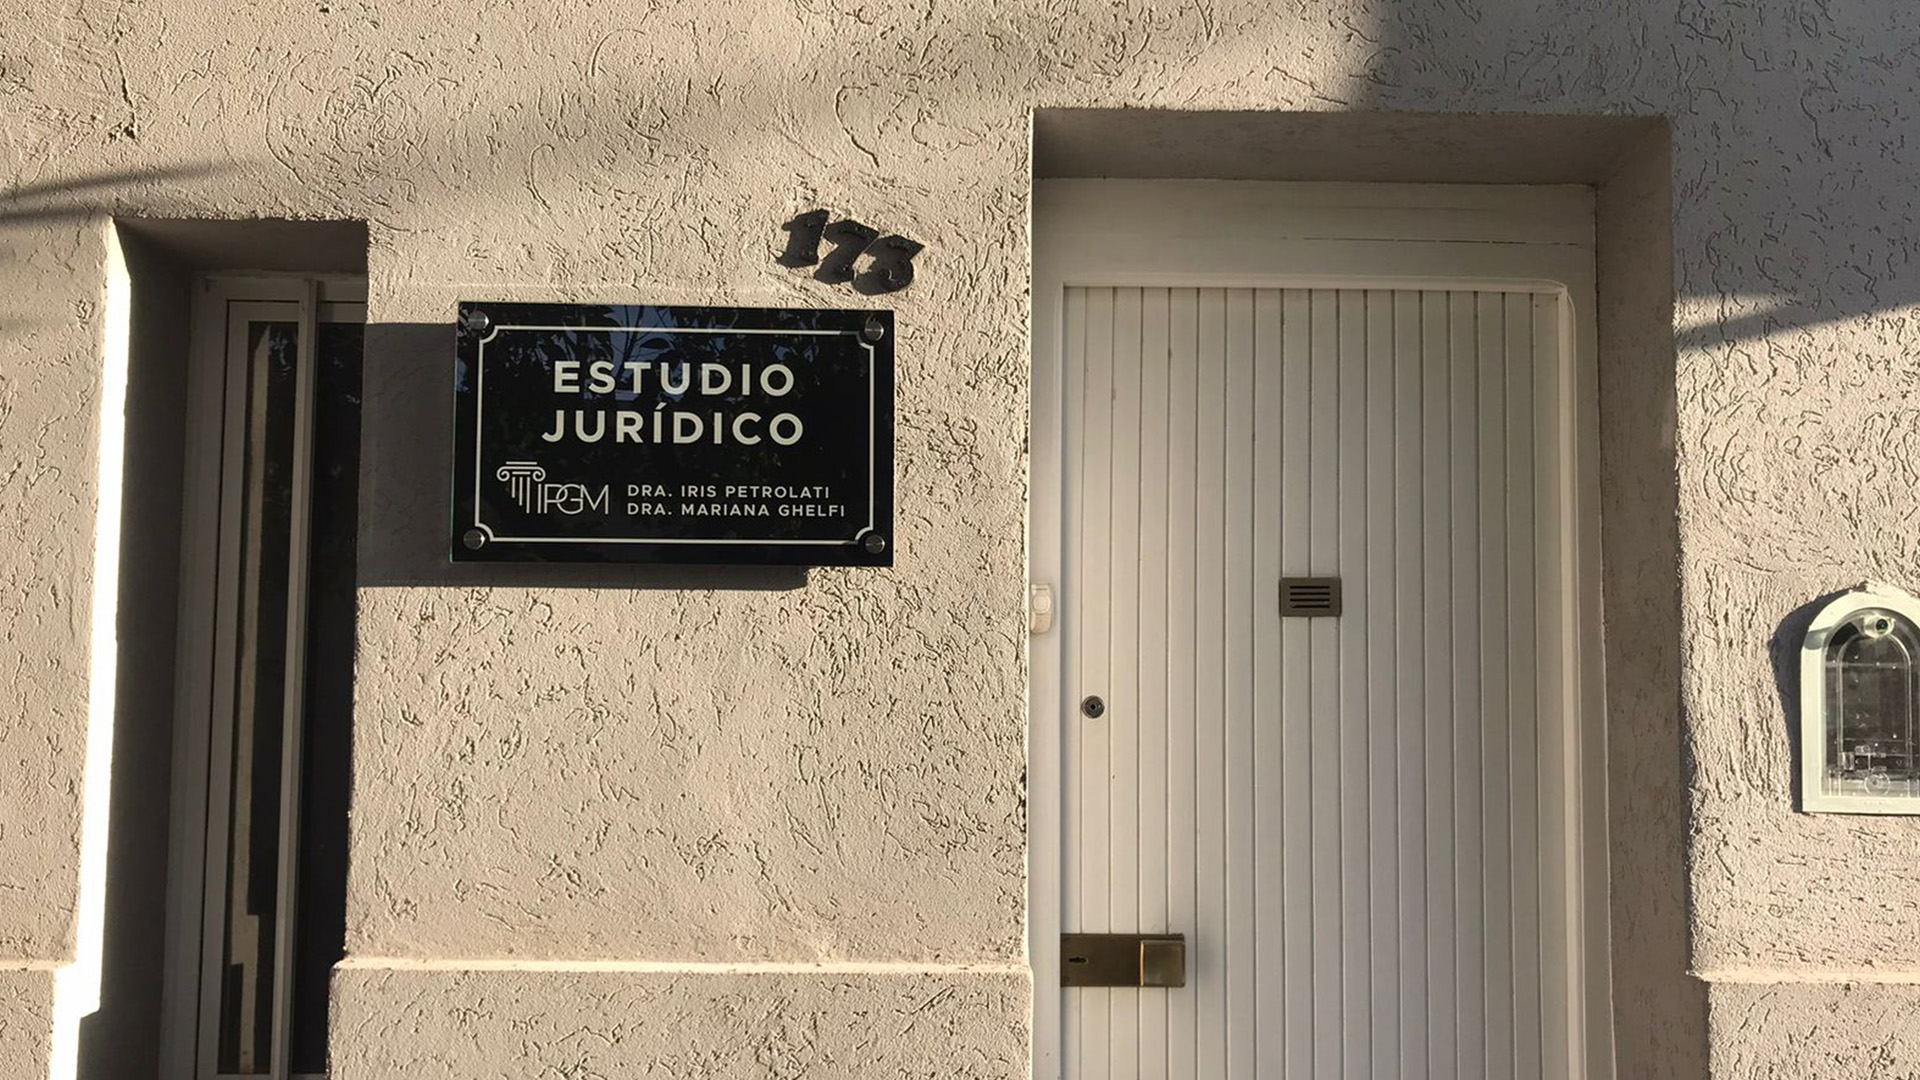 173
ESTUDIO
JURÍDICO
IPGM
DRA. IRIS PETROLATI
DRA. MARIANA GHELFI